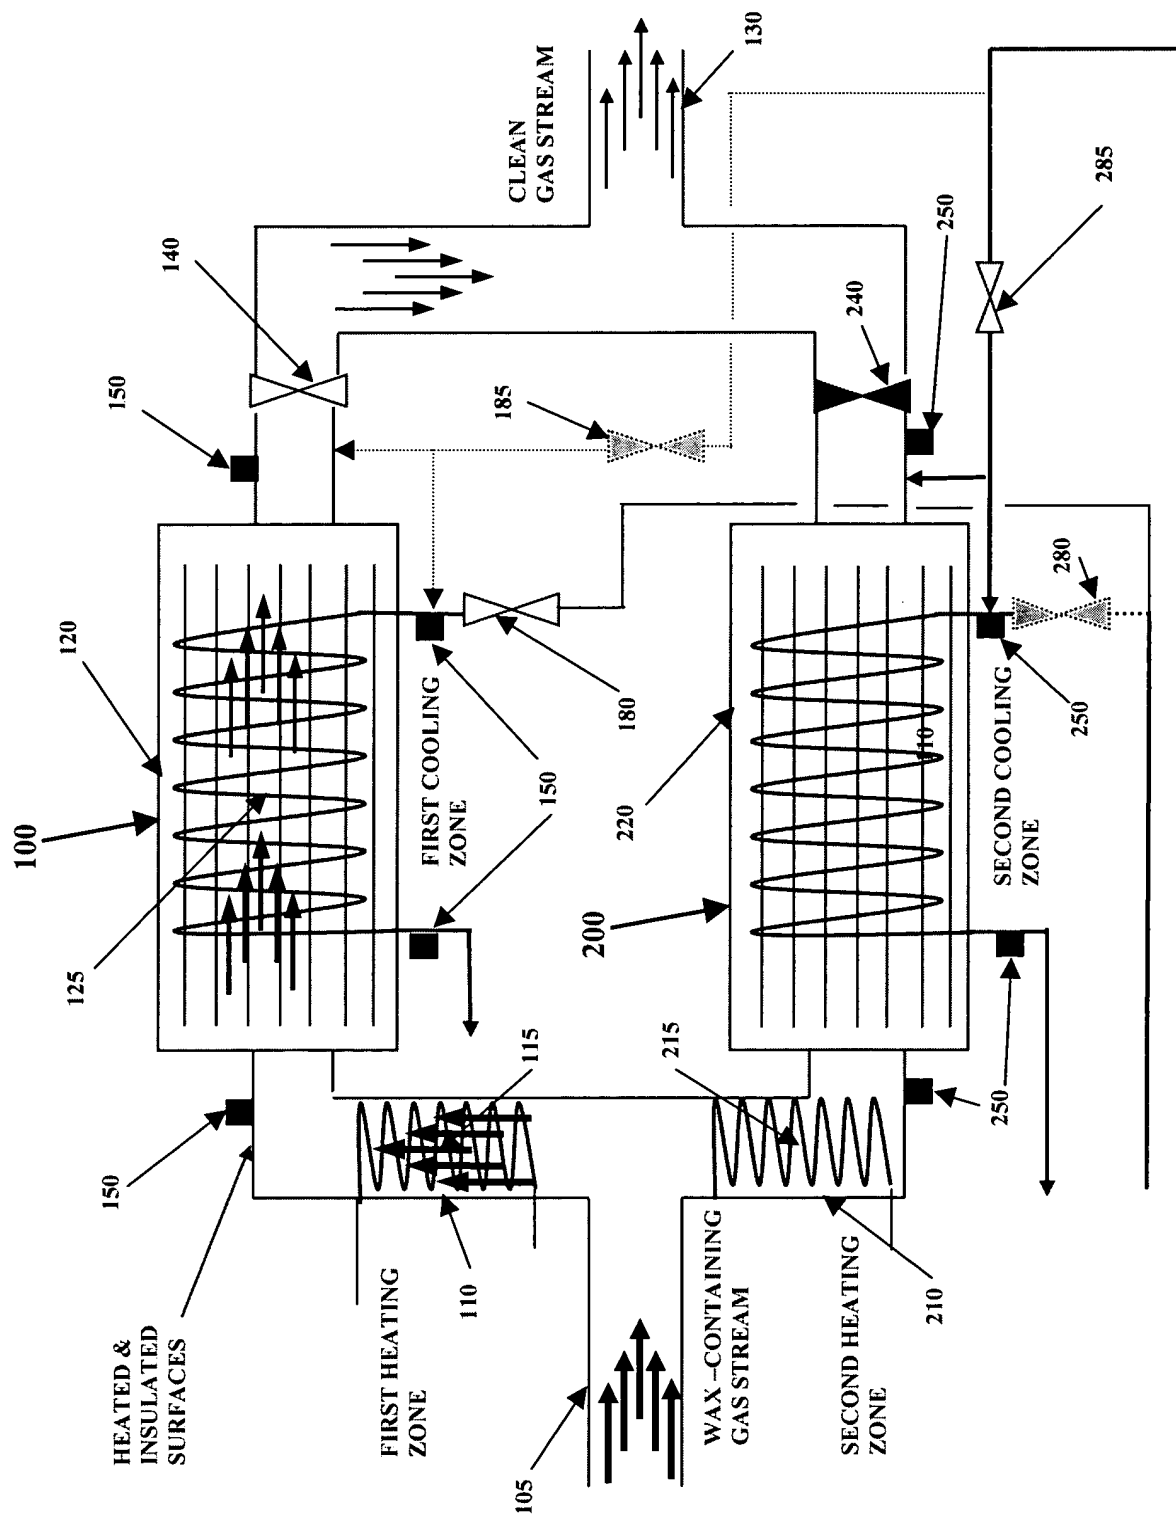 HEATED &
INSULATED
SURFACES
150
100
120
150
140
CLEAN
GAS STREAM
130
125
FIRST HEATING
ZONE
110
115
FIRST COOLING
ZONE
150
180
185
105
WAX –CONTAINING
GAS STREAM
215
200
220
110
240
250
285
SECOND HEATING
ZONE
210
250
250
SECOND COOLING
ZONE
250
280